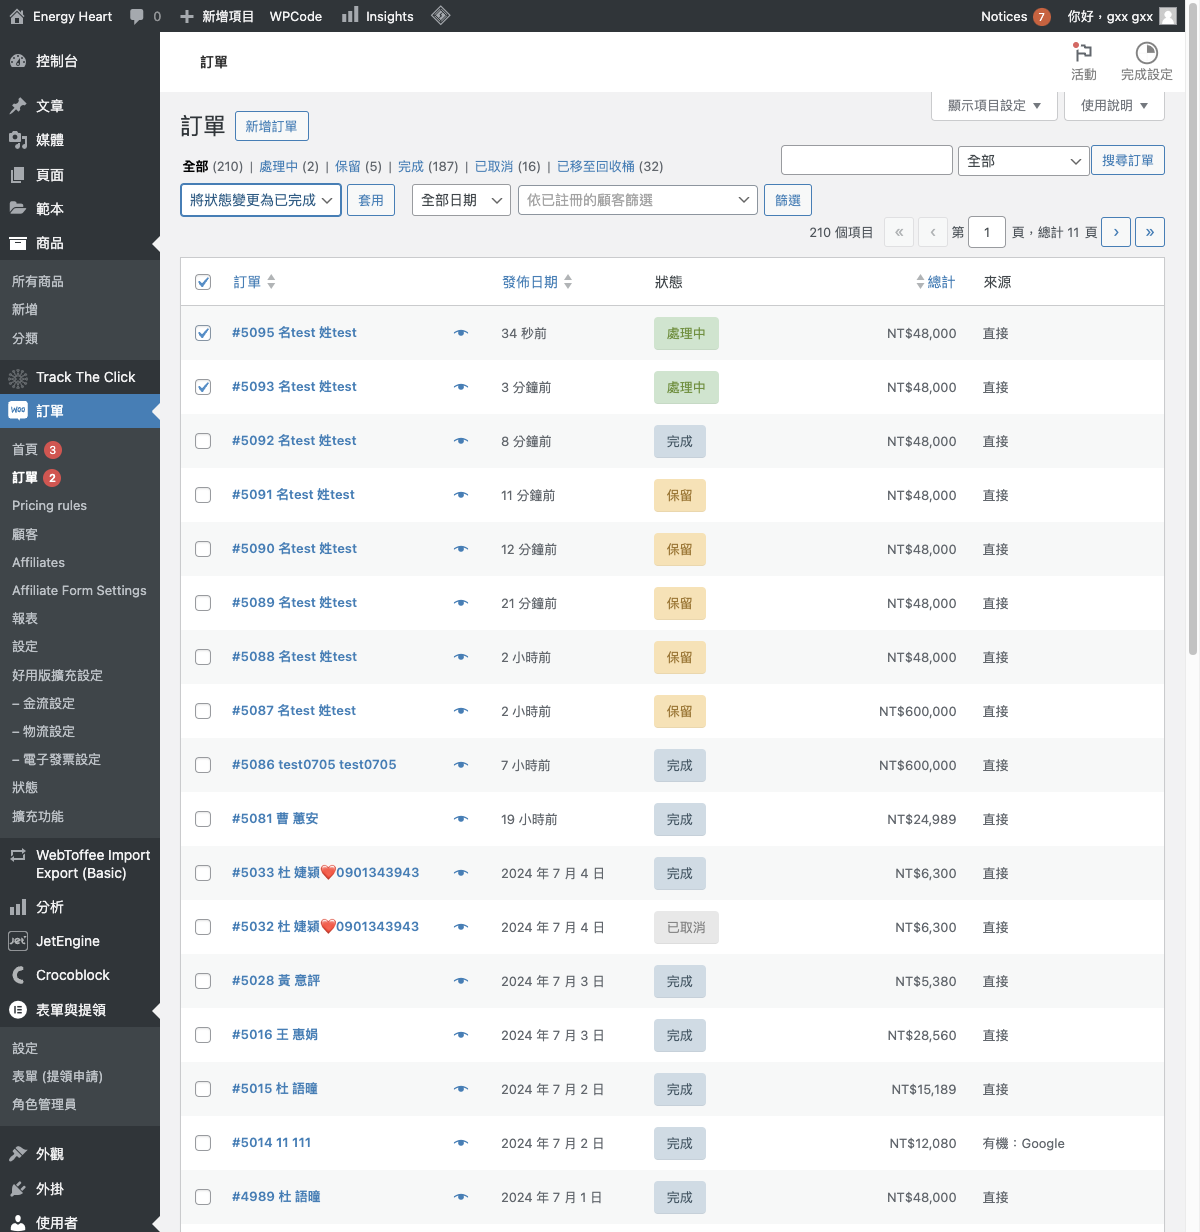 Energy Heart 0 新增項目 WPCode Insights Notices 7 你好，gxx gxx
控制台
文章
媒體
頁面
範本
商品
所有商品
新增
分類
Track The Click
訂單
首頁 3
訂單 2
Pricing rules
顧客
Affiliates
Affiliate Form Settings
報表
設定
好用版擴充設定
– 金流設定
– 物流設定
– 電子發票設定
狀態
擴充功能
WebToffee Import
Export (Basic)
分析
JetEngine
Crocoblock
表單與提領
設定
表單 (提領申請)
角色管理員
外觀
外掛
使用者
訂單
活動 完成設定
顯示項目設定 ▼ 使用說明 ▼
訂單 新增訂單
全部 (210) | 處理中 (2) | 保留 (5) | 完成 (187) | 已取消 (16) | 已移至回收桶 (32)
全部 搜尋訂單
將狀態變更為已完成 套用 全部日期 依已註冊的顧客篩選 篩選
210 個項目 « ‹ 第 1 頁，總計 11 頁 › »
訂單 發佈日期 狀態 總計 來源
#5095 名test 姓test 34 秒前 處理中 NT$48,000 直接
#5093 名test 姓test 3 分鐘前 處理中 NT$48,000 直接
#5092 名test 姓test 8 分鐘前 完成 NT$48,000 直接
#5091 名test 姓test 11 分鐘前 保留 NT$48,000 直接
#5090 名test 姓test 12 分鐘前 保留 NT$48,000 直接
#5089 名test 姓test 21 分鐘前 保留 NT$48,000 直接
#5088 名test 姓test 2 小時前 保留 NT$48,000 直接
#5087 名test 姓test 2 小時前 保留 NT$600,000 直接
#5086 test0705 test0705 7 小時前 完成 NT$600,000 直接
#5081 曹 蕙安 19 小時前 完成 NT$24,989 直接
#5033 杜 婕穎❤️0901343943 2024 年 7 月 4 日 完成 NT$6,300 直接
#5032 杜 婕穎❤️0901343943 2024 年 7 月 4 日 已取消 NT$6,300 直接
#5028 黃 意評 2024 年 7 月 3 日 完成 NT$5,380 直接
#5016 王 惠娟 2024 年 7 月 3 日 完成 NT$28,560 直接
#5015 杜 語曈 2024 年 7 月 2 日 完成 NT$15,189 直接
#5014 11 111 2024 年 7 月 2 日 完成 NT$12,080 有機：Google
#4989 杜 語曈 2024 年 7 月 1 日 完成 NT$48,000 直接